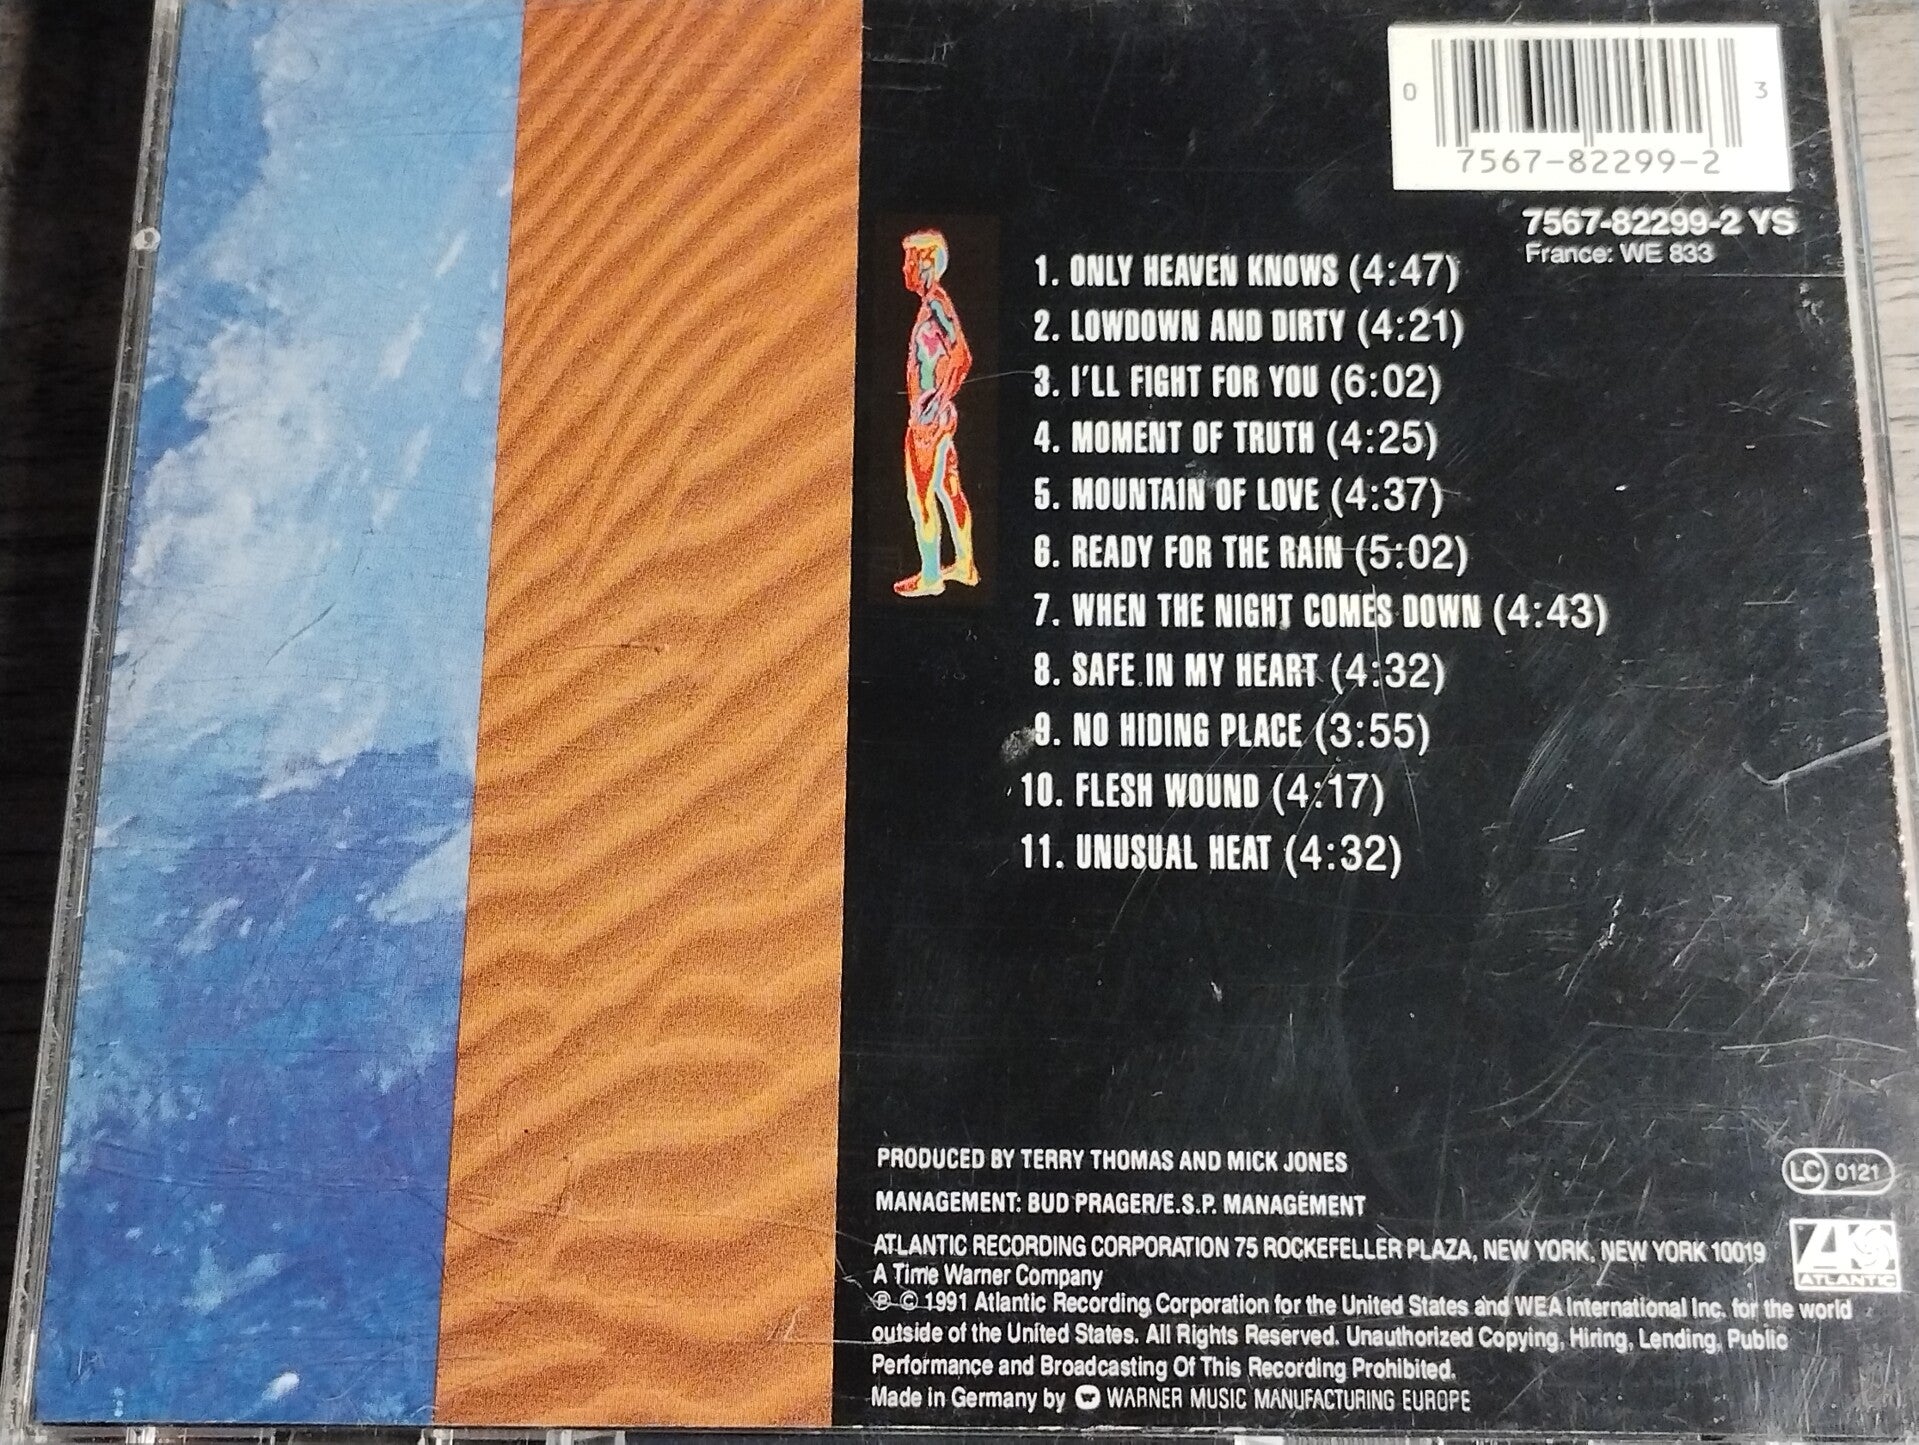 0 3
7567-82299-2
7567-82299-2 YS
France: WE 833
1. ONLY HEAVEN KNOWS (4:47)
2. LOWDOWN AND DIRTY (4:21)
3. I'LL FIGHT FOR YOU (6:02)
4. MOMENT OF TRUTH (4:25)
5. MOUNTAIN OF LOVE (4:37)
6. READY FOR THE RAIN (5:02)
7. WHEN THE NIGHT COMES DOWN (4:43)
8. SAFE IN MY HEART (4:32)
9. NO HIDING PLACE (3:55)
10. FLESH WOUND (4:17)
11. UNUSUAL HEAT (4:32)
PRODUCED BY TERRY THOMAS AND MICK JONES
LC 0121
MANAGEMENT: BUD PRAGER/E.S.P. MANAGEMENT
ATLANTIC RECORDING CORPORATION 75 ROCKEFELLER PLAZA, NEW YORK, NEW YORK 10019
A Time Warner Company
ATLANTIC
℗ © 1991 Atlantic Recording Corporation for the United States and WEA International Inc. for the world
outside of the United States. All Rights Reserved. Unauthorized Copying, Hiring, Lending, Public
Performance and Broadcasting Of This Recording Prohibited.
Made in Germany by WARNER MUSIC MANUFACTURING EUROPE